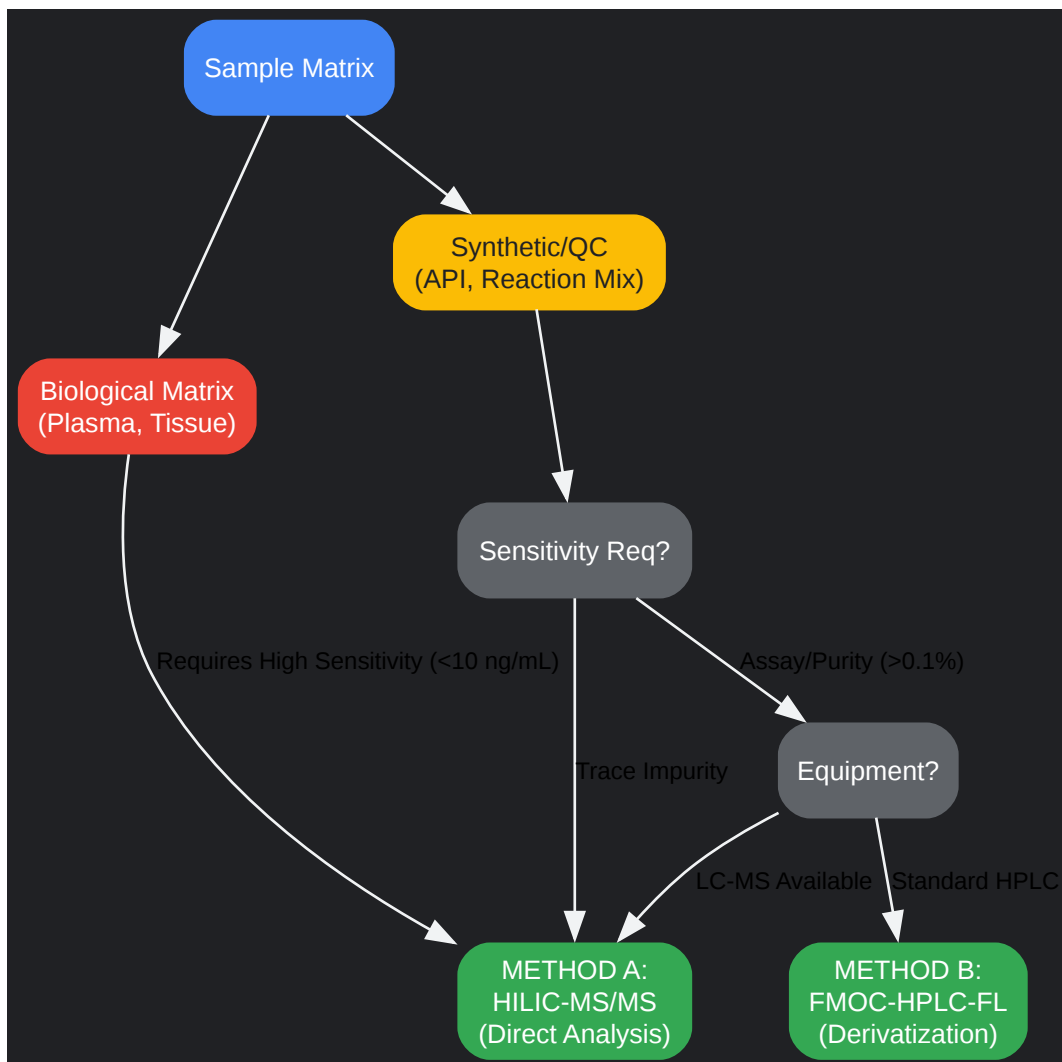 Sample Matrix
Synthetic/QC
(API, Reaction Mix)
Biological Matrix
(Plasma, Tissue)
Sensitivity Req?
Requires High Sensitivity (<10 ng/mL)
Assay/Purity (>0.1%)
Trace Impurity
Equipment?
LC-MS Available
Standard HPLC
METHOD A:
HILIC-MS/MS
(Direct Analysis)
METHOD B:
FMOC-HPLC-FL
(Derivatization)